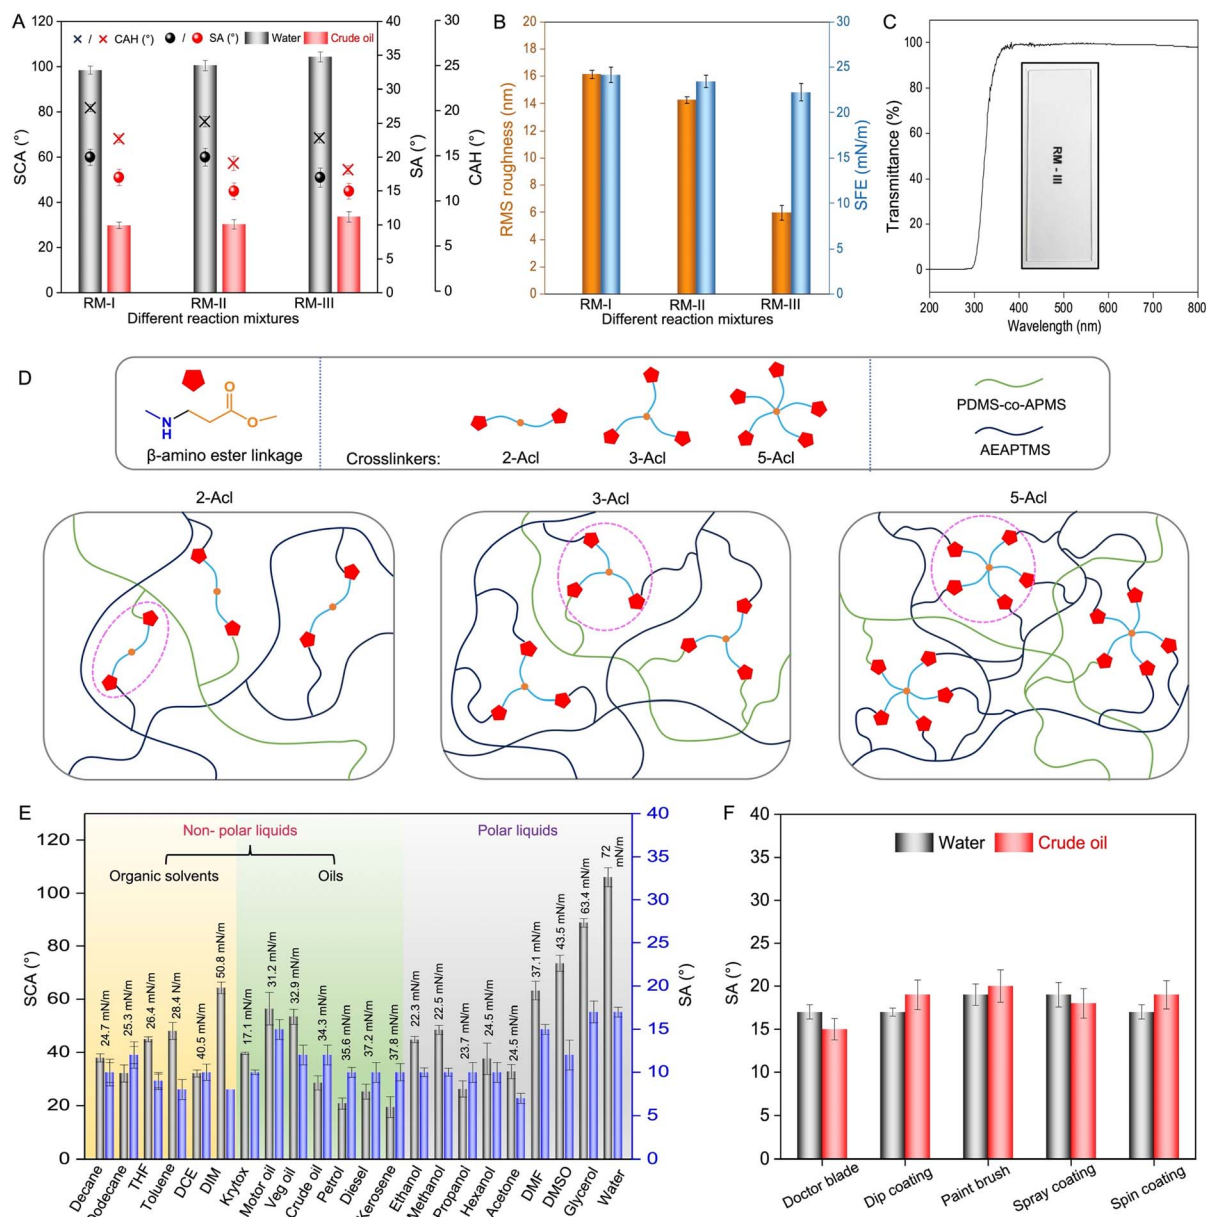 A
120
100
80
60
40
20
0
SCA (°)
× / × CAH (°)
/ SA (°)
Water
Crude oil
40
35
30
25
20
15
10
5
0
SA (°)
30
25
20
15
10
5
0
CAH (°)
RM-I
RM-II
RM-III
Different reaction mixtures
B
20
18
16
14
12
10
8
6
4
2
0
RMS roughness (nm)
30
25
20
15
10
5
0
SFE (mN/m)
RM-I
RM-II
RM-III
Different reaction mixtures
C
100
80
60
40
20
0
Transmittance (%)
RM - III
200
300
400
500
600
700
800
Wavelength (nm)
D
N
H
O
O
β-amino ester linkage
Crosslinkers:
2-Acl
3-Acl
5-Acl
PDMS-co-APMS
AEAPTMS
2-Acl
3-Acl
5-Acl
E
120
100
80
60
40
20
0
SCA (°)
Non- polar liquids
Organic solvents
Oils
Polar liquids
24.7 mN/m
25.3 mN/m
26.4 mN/m
28.4 N/m
40.5 mN/m
50.8 mN/m
17.1 mN/m
31.2 mN/m
32.9 mN/m
34.3 mN/m
35.6 mN/m
37.2 mN/m
37.8 mN/m
22.3 mN/m
22.5 mN/m
23.7 mN/m
24.5 mN/m
24.5 mN/m
37.1 mN/m
43.5 mN/m
63.4 mN/m
72
mN/m
40
35
30
25
20
15
10
5
0
SA (°)
Decane
Dodecane
THF
Toluene
DCE
DIM
Krytox
Motor oil
Veg oil
Crude oil
Petrol
Diesel
Kerosene
Ethanol
Methanol
Propanol
Hexanol
Acetone
DMF
DMSO
Glycerol
Water
F
40
35
30
25
20
15
10
5
0
SA (°)
Water
Crude oil
Doctor blade
Dip coating
Paint brush
Spray coating
Spin coating